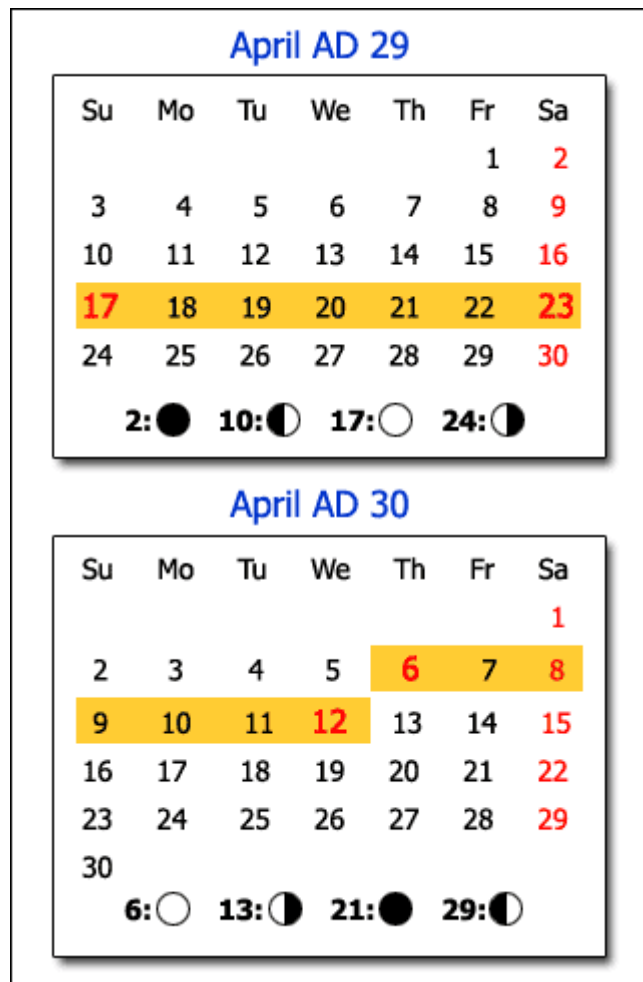 April AD 29
Su Mo Tu We Th Fr Sa
1 2
3 4 5 6 7 8 9
10 11 12 13 14 15 16
17 18 19 20 21 22 23
24 25 26 27 28 29 30
2: 10: 17: 24:
April AD 30
Su Mo Tu We Th Fr Sa
1
2 3 4 5 6 7 8
9 10 11 12 13 14 15
16 17 18 19 20 21 22
23 24 25 26 27 28 29
30
6: 13: 21: 29: